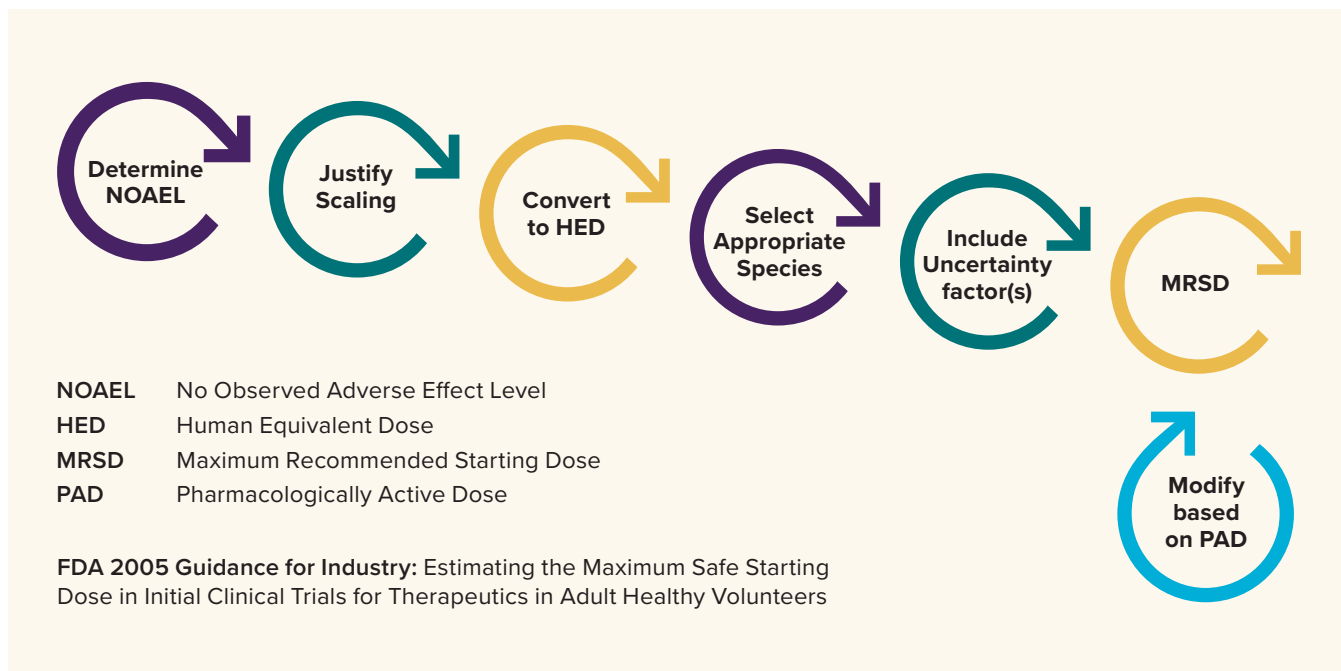 Determine
NOAEL
Justify
Scaling
Convert
to HED
Select
Appropriate
Species
Include
Uncertainty
factor(s)
MRSD
Modify
based
on PAD
NOAEL No Observed Adverse Effect Level
HED Human Equivalent Dose
MRSD Maximum Recommended Starting Dose
PAD Pharmacologically Active Dose
FDA 2005 Guidance for Industry: Estimating the Maximum Safe Starting
Dose in Initial Clinical Trials for Therapeutics in Adult Healthy Volunteers